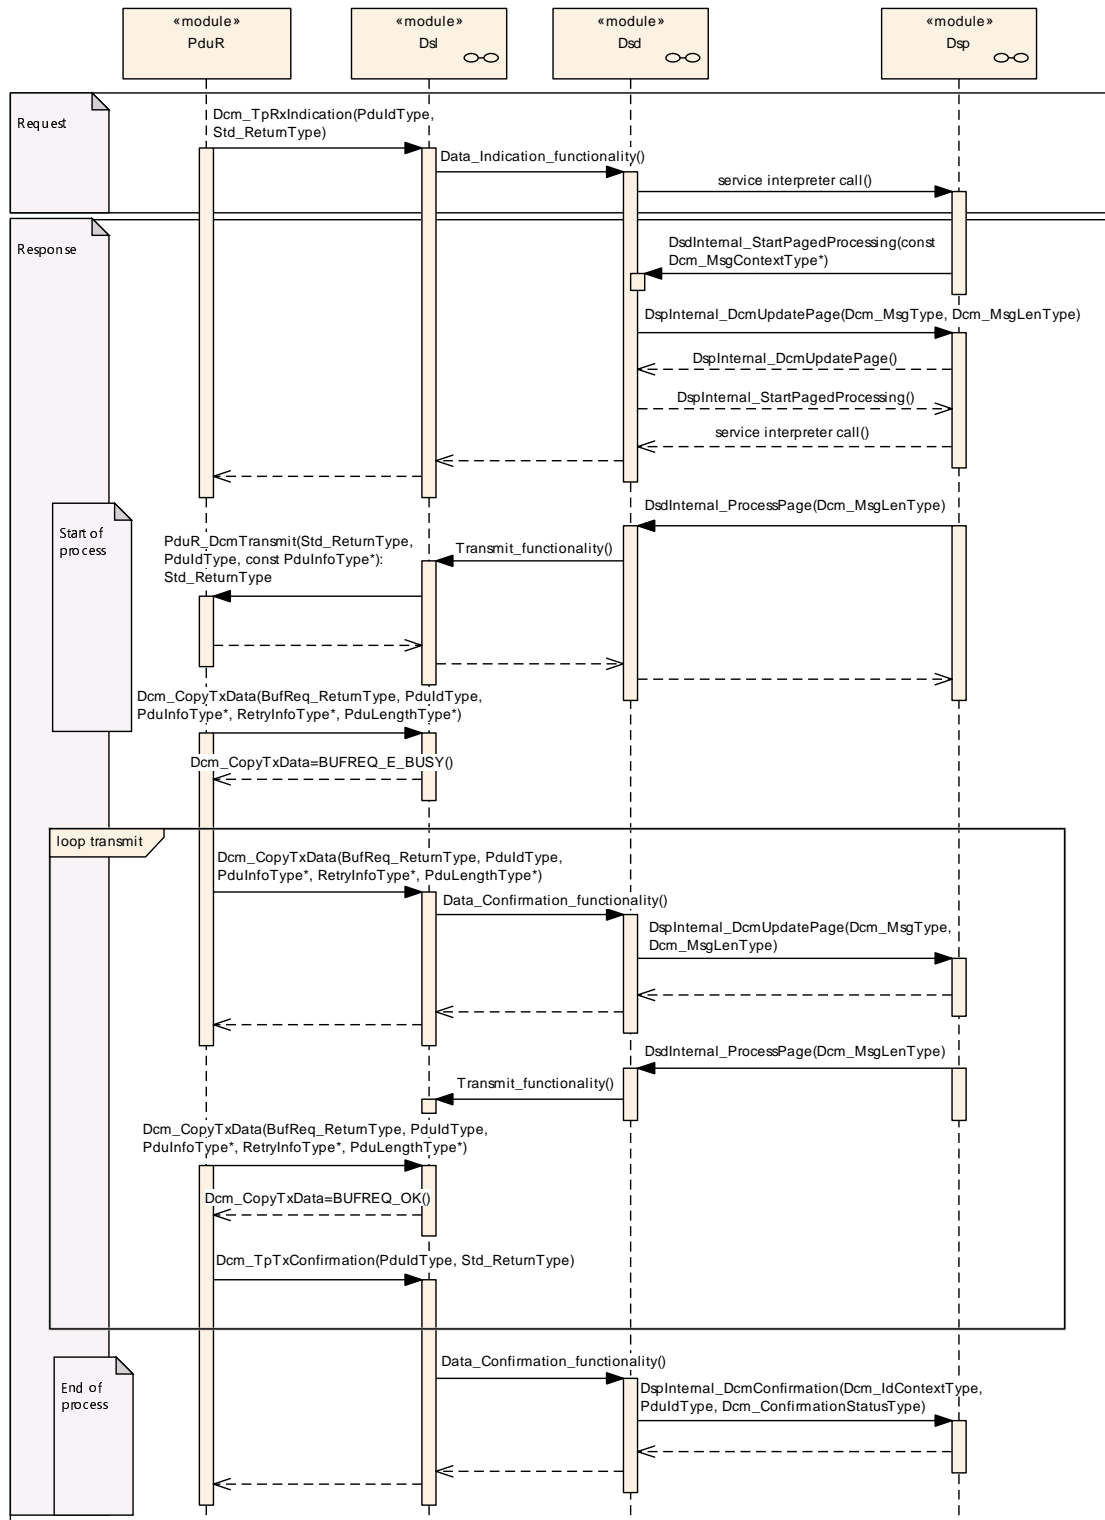 «module»
PduR
«module»
Dsl
«module»
Dsd
«module»
Dsp
Request
Dcm_TpRxIndication(PduIdType,
Std_ReturnType)
Data_Indication_functionality()
service interpreter call()
Response
DsdInternal_StartPagedProcessing(const
Dcm_MsgContextType*)
DspInternal_DcmUpdatePage(Dcm_MsgType, Dcm_MsgLenType)
DspInternal_DcmUpdatePage()
DspInternal_StartPagedProcessing()
service interpreter call()
Start of
process
DsdInternal_ProcessPage(Dcm_MsgLenType)
Transmit_functionality()
PduR_DcmTransmit(Std_ReturnType,
PduIdType, const PduInfoType*):
Std_ReturnType
Dcm_CopyTxData(BufReq_ReturnType, PduIdType,
PduInfoType*, RetryInfoType*, PduLengthType*)
Dcm_CopyTxData=BUFREQ_E_BUSY()
loop transmit
Dcm_CopyTxData(BufReq_ReturnType, PduIdType,
PduInfoType*, RetryInfoType*, PduLengthType*)
Data_Confirmation_functionality()
DspInternal_DcmUpdatePage(Dcm_MsgType,
Dcm_MsgLenType)
DsdInternal_ProcessPage(Dcm_MsgLenType)
Transmit_functionality()
Dcm_CopyTxData(BufReq_ReturnType, PduIdType,
PduInfoType*, RetryInfoType*, PduLengthType*)
Dcm_CopyTxData=BUFREQ_OK()
Dcm_TpTxConfirmation(PduIdType, Std_ReturnType)
End of
process
Data_Confirmation_functionality()
DspInternal_DcmConfirmation(Dcm_IdContextType,
PduIdType, Dcm_ConfirmationStatusType)